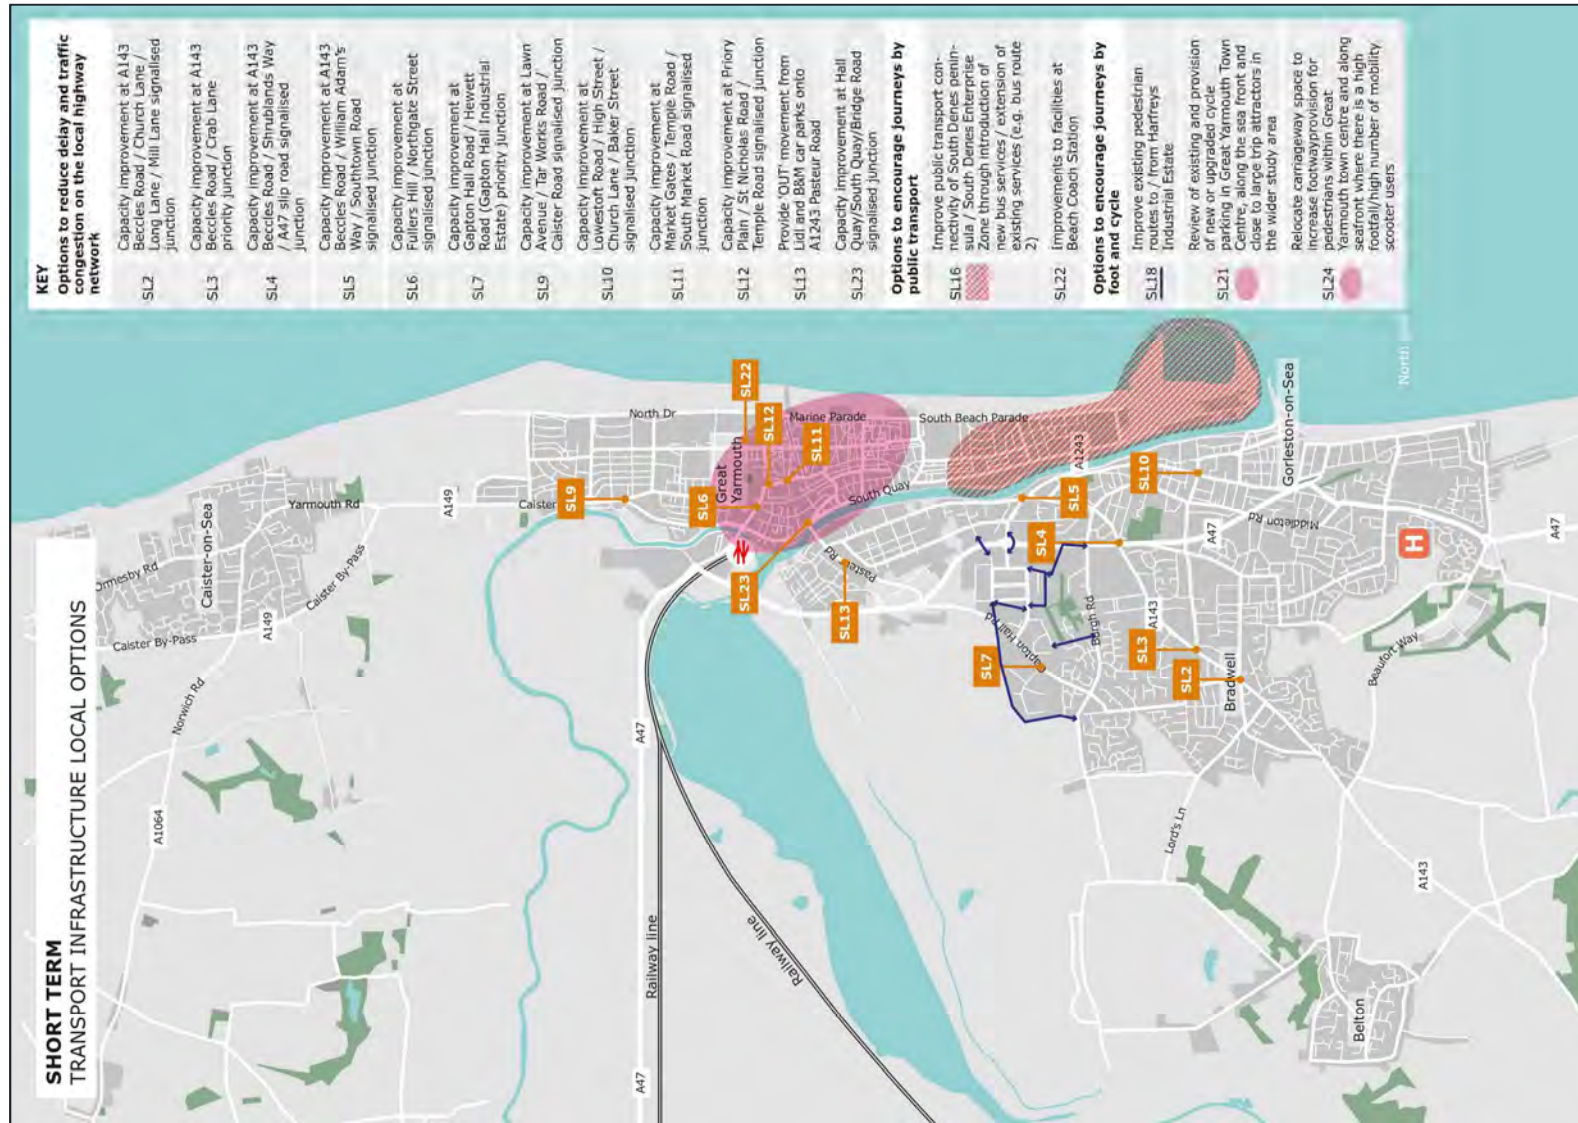 SHORT TERM
TRANSPORT INFRASTRUCTURE LOCAL OPTIONS
KEY
Options to reduce delay and traffic
congestion on the local highway
network
SL2
Capacity improvement at A143
Beccles Road / Church Lane /
Long Lane / Mill Lane signalised
junction
SL3
Capacity improvement at A143
Beccles Road / Crab Lane
priority junction
SL4
Capacity improvement at A143
Beccles Road / Shrublands Way
/ A47 slip road signalised
junction
SL5
Capacity improvement at A143
Beccles Road / William Adam's
Way / Southtown Road
signalised junction
SL6
Capacity improvement at
Fullers Hill / Northgate Street
signalised junction
SL7
Capacity improvement at
Gapton Hall Road / Hewett
Road (Gapton Hall Industrial
Estate) priority junction
SL9
Capacity improvement at Lawn
Avenue / Tar Works Road /
Caister Road signalised junction
SL10
Capacity improvement at
Lowestoft Road / High Street /
Church Lane / Baker Street
signalised junction
SL11
Capacity improvement at
Market Gates / Temple Road /
South Market Road signalised
junction
SL12
Capacity improvement at Priory
Plain / St Nicholas Road /
Temple Road signalised junction
SL13
Provide 'OUT' movement from
Lidl and B&M car parks onto
A1243 Pasteur Road
SL23
Capacity improvement at Hall
Quay/South Quay/Bridge Road
signalised junction
Options to encourage journeys by
public transport
SL16
Improve public transport con-
nectivity of South Denes penin-
sula / South Denes Enterprise
Zone through introduction of
new bus services / extension of
existing services (e.g. bus route
2)
SL22
Improvements to facilities at
Beach Coach Station
Options to encourage journeys by
foot and cycle
SL18
Improve existing pedestrian
routes to / from Harfreys
Industrial Estate
SL21
Review of existing and provision
of new or upgraded cycle
parking in Great Yarmouth Town
Centre, along the sea front and
close to large trip attractors in
the wider study area
SL24
Relocate carriageway space to
increase footwayprovision for
pedestrians within Great
Yarmouth town centre and along
seafront where there is a high
footfall/high number of mobility
scooter users
Ormesby Rd
Caister-on-Sea
Yarmouth Rd
Caister By-Pass
Caister By-Pass
A149
A149
Norwich Rd
A1064
Caister
SL9
North Dr
SL22
SL12
Marine Parade
SL11
Great
Yarmouth
SL6
South Quay
South Beach Parade
SL23
SL13
Pasteur Rd
A47
A47
Railway line
Railway line
A1243
SL5
SL10
SL4
Gorleston-on-Sea
North
Middleton Rd
A47
A47
H
Gapton Hall Rd
Burgh Rd
A143
SL7
SL3
SL2
Bradwell
Beaufort Way
Lord's Ln
A143
Belton